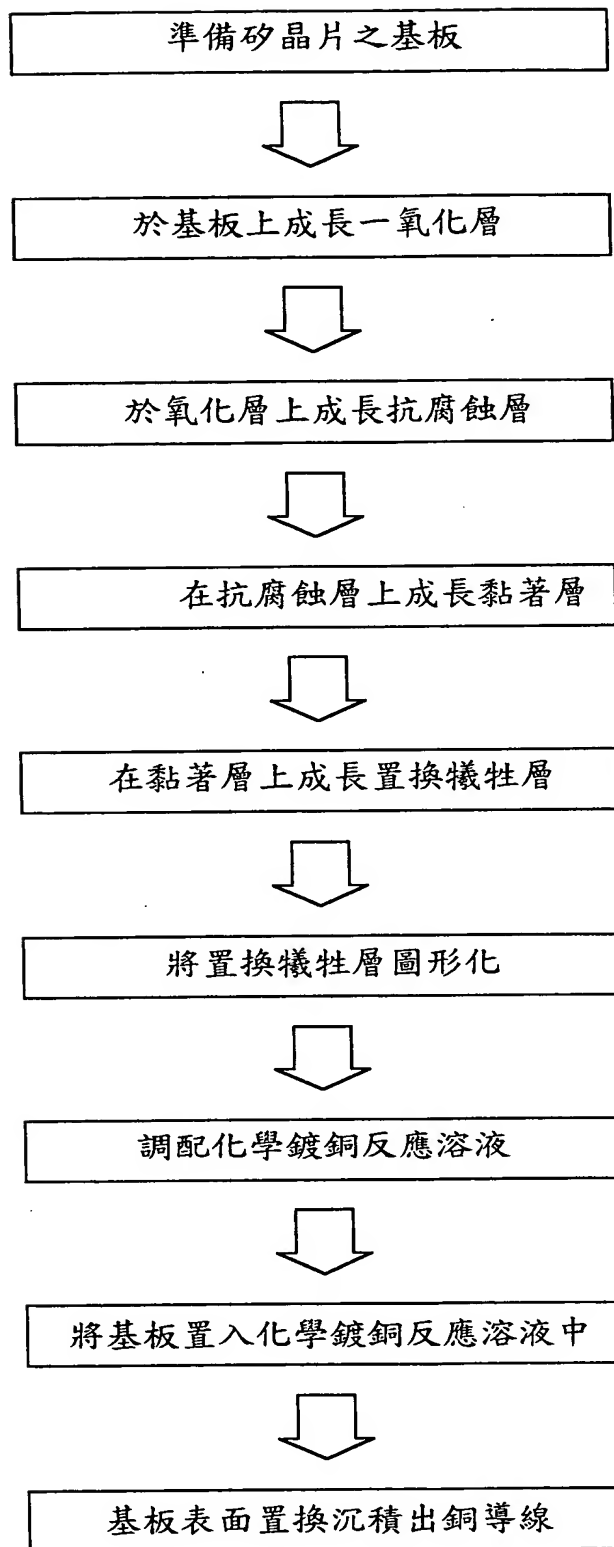 準備矽晶片之基板
於基板上成長一氧化層
於氧化層上成長抗腐蝕層
在抗腐蝕層上成長黏著層
在黏著層上成長置換犧牲層
將置換犧牲層圖形化
調配化學鍍銅反應溶液
將基板置入化學鍍銅反應溶液中
基板表面置換沉積出銅導線